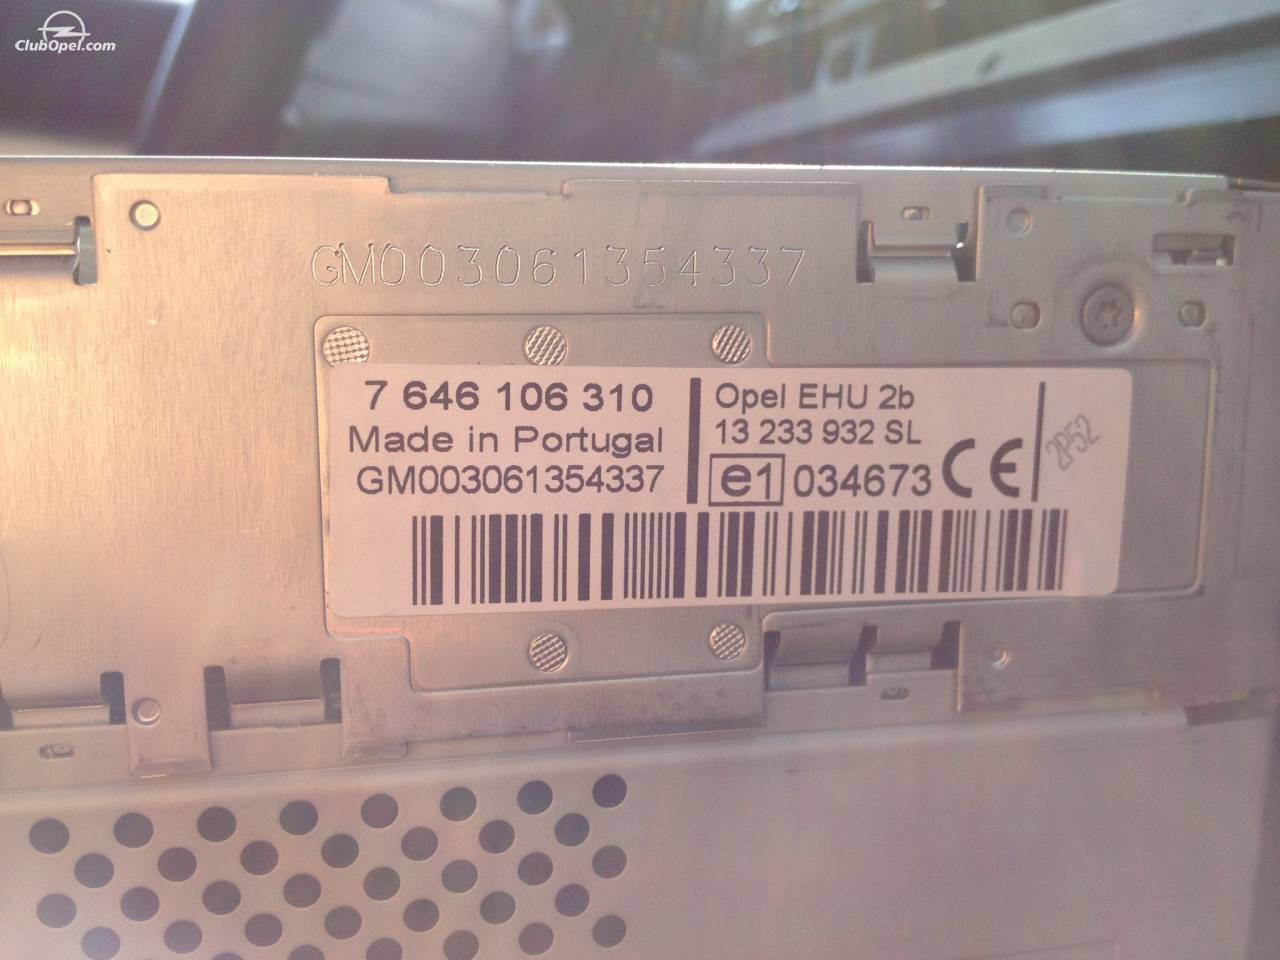 ClubOpel.com
GM003061354337
7 646 106 310
Made in Portugal
GM003061354337
Opel EHU 2b
13 233 932 SL
e1 034673 CE
2P52